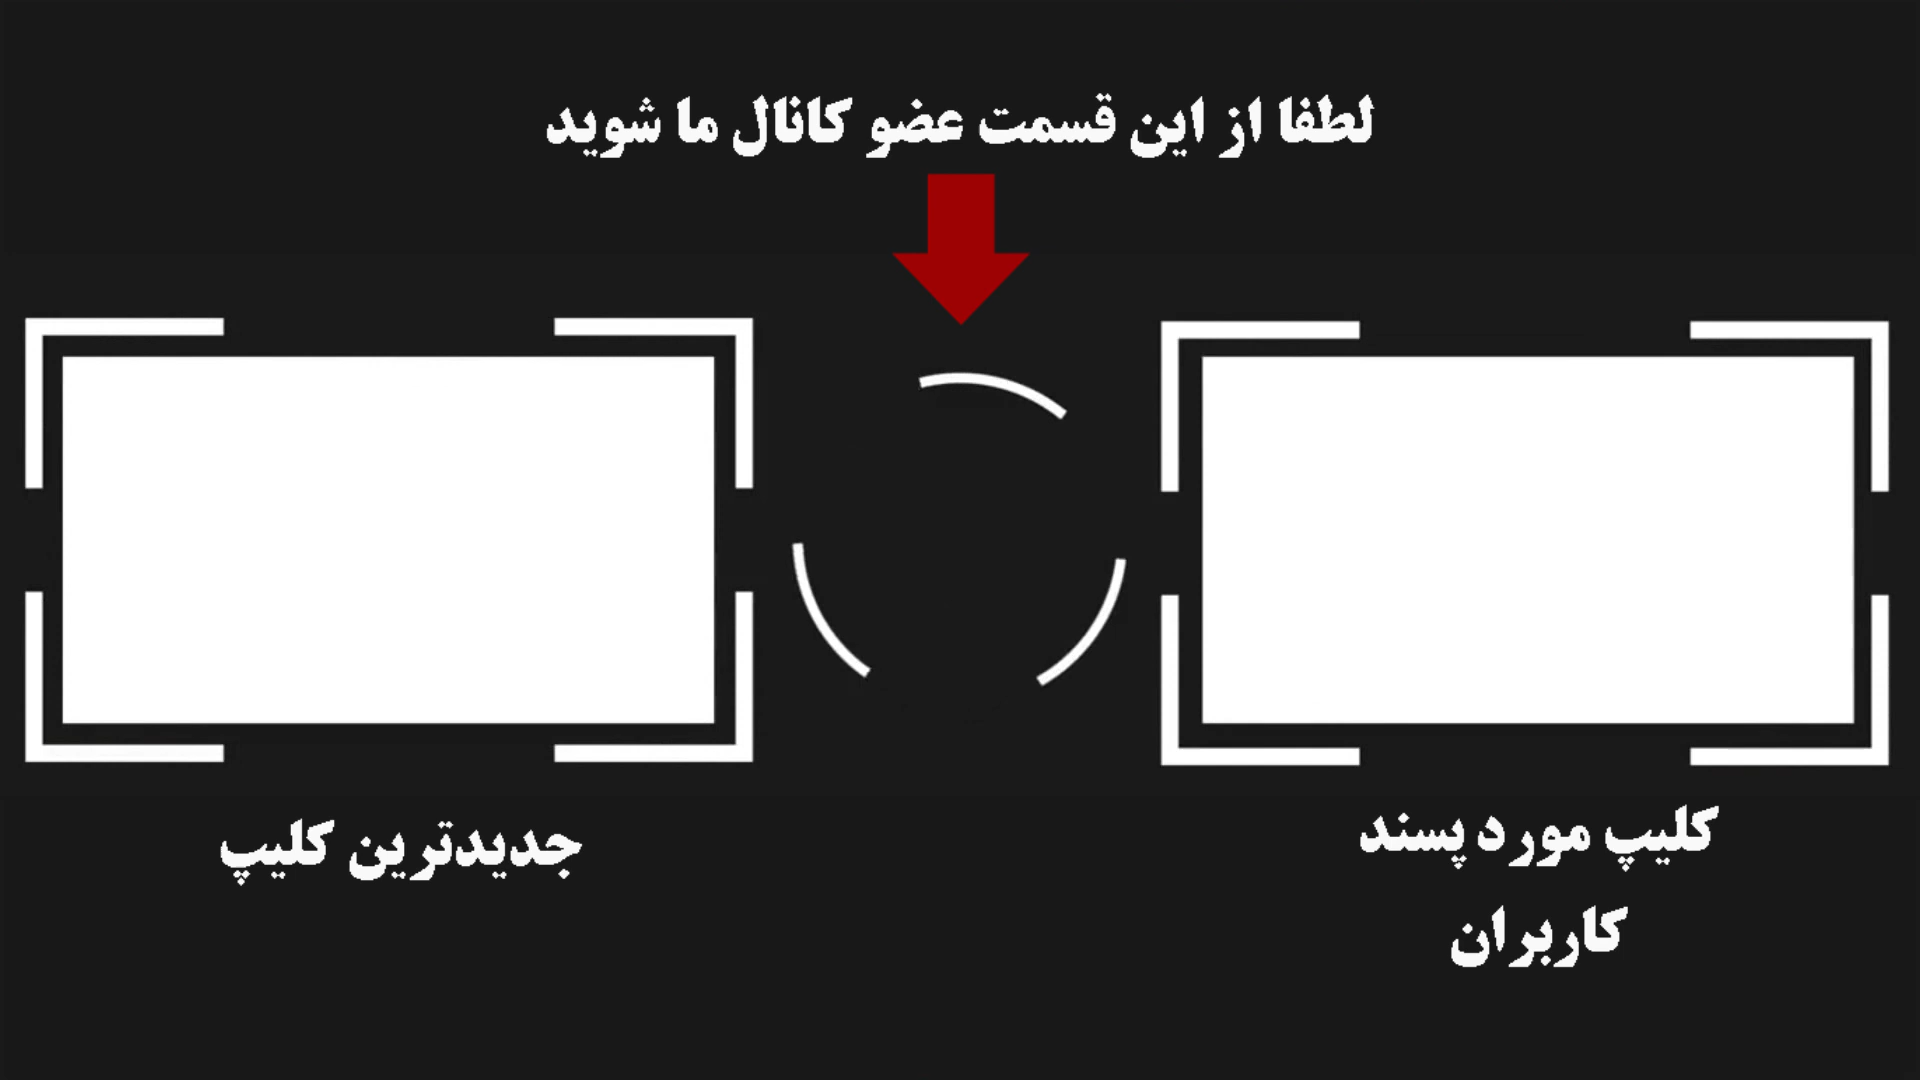 لطفا از این قسمت عضو کانال ما شوید
کلیپ مورد پسند
کاربران
جدیدترین کلیپ